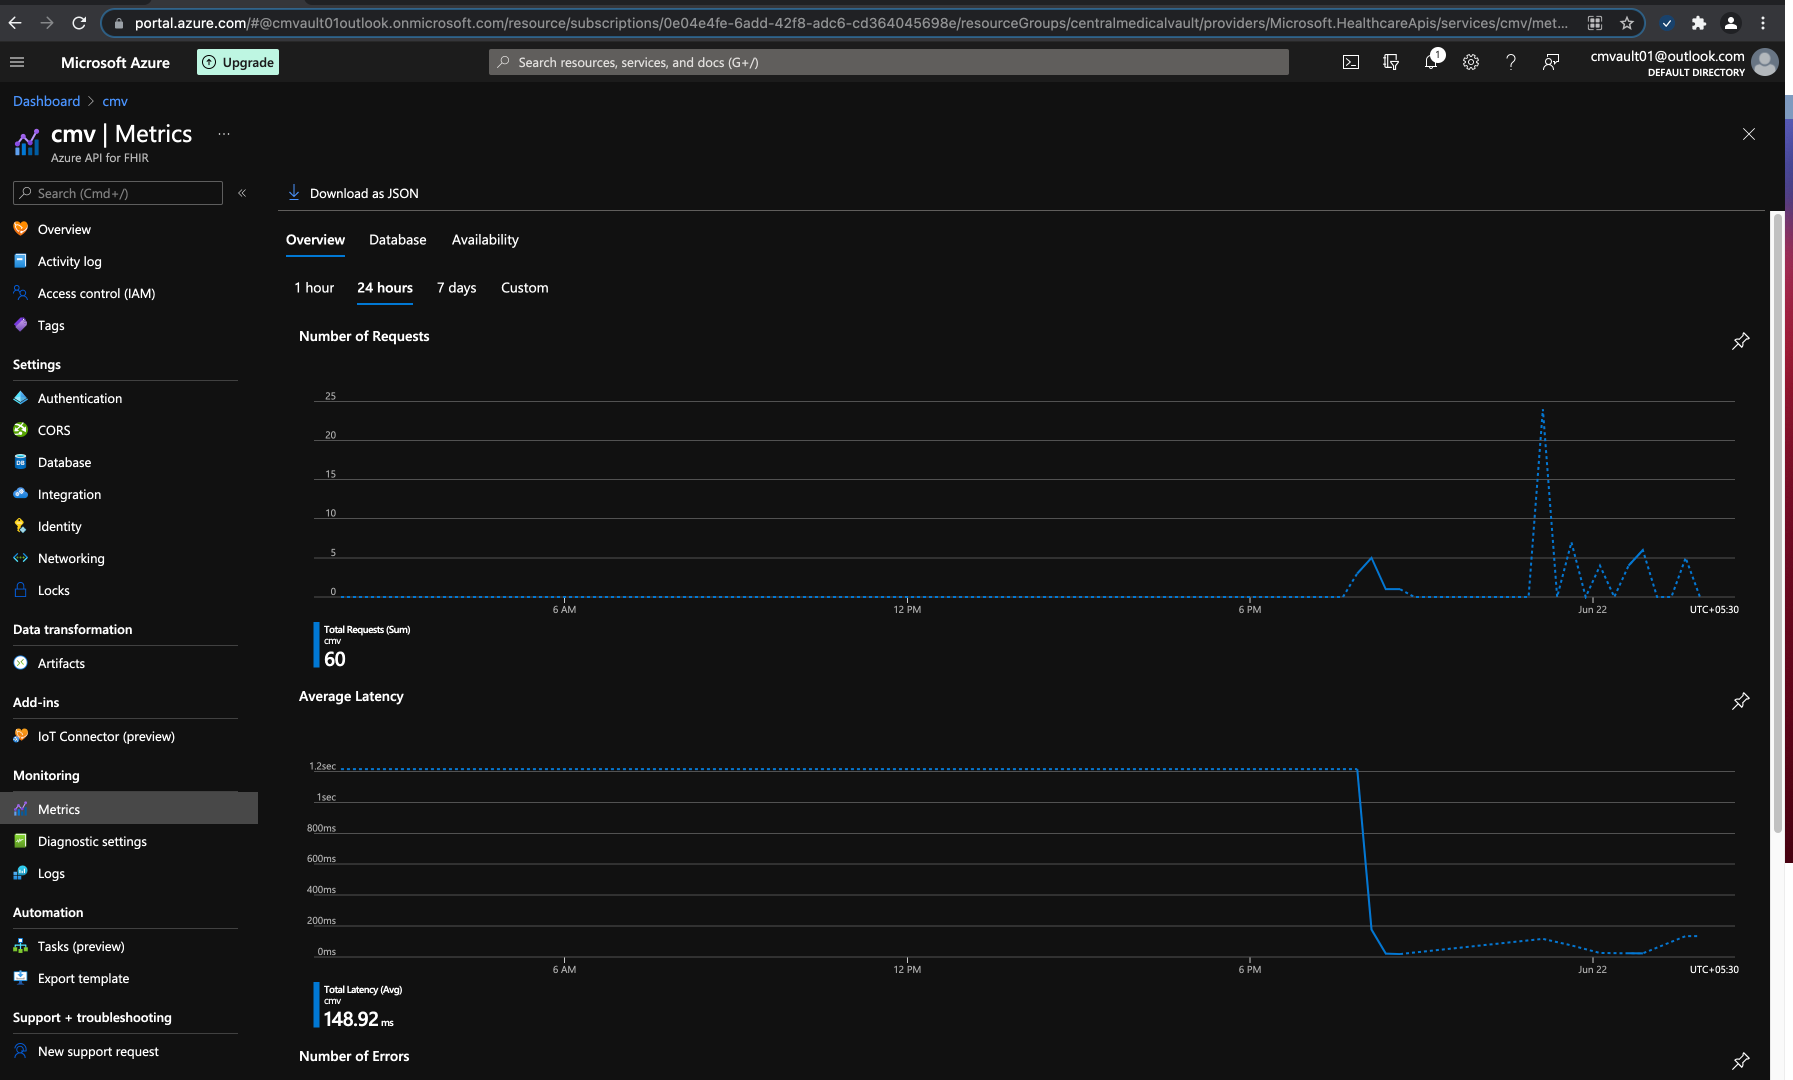 portal.azure.com/#@cmvault01outlook.onmicrosoft.com/resource/subscriptions/0e04e4fe-6add-42f8-adc6-cd364045698e/resourceGroups/centralmedicalvault/providers/Microsoft.HealthcareApis/services/cmv/met...
Microsoft Azure
Upgrade
Search resources, services, and docs (G+/)
1
cmvault01@outlook.com
DEFAULT DIRECTORY
Dashboard > cmv
cmv | Metrics ...
Azure API for FHIR
Search (Cmd+/)
«
Overview
Activity log
Access control (IAM)
Tags
Settings
Authentication
CORS
Database
Integration
Identity
Networking
Locks
Data transformation
Artifacts
Add-ins
IoT Connector (preview)
Monitoring
Metrics
Diagnostic settings
Logs
Automation
Tasks (preview)
Export template
Support + troubleshooting
New support request
Download as JSON
Overview Database Availability
1 hour 24 hours 7 days Custom
Number of Requests
25
20
15
10
5
0
6 AM 12 PM 6 PM Jun 22 UTC+05:30
Total Requests (Sum)
cmv
60
Average Latency
1.2sec
1sec
800ms
600ms
400ms
200ms
0ms
6 AM 12 PM 6 PM Jun 22 UTC+05:30
Total Latency (Avg)
cmv
148.92 ms
Number of Errors